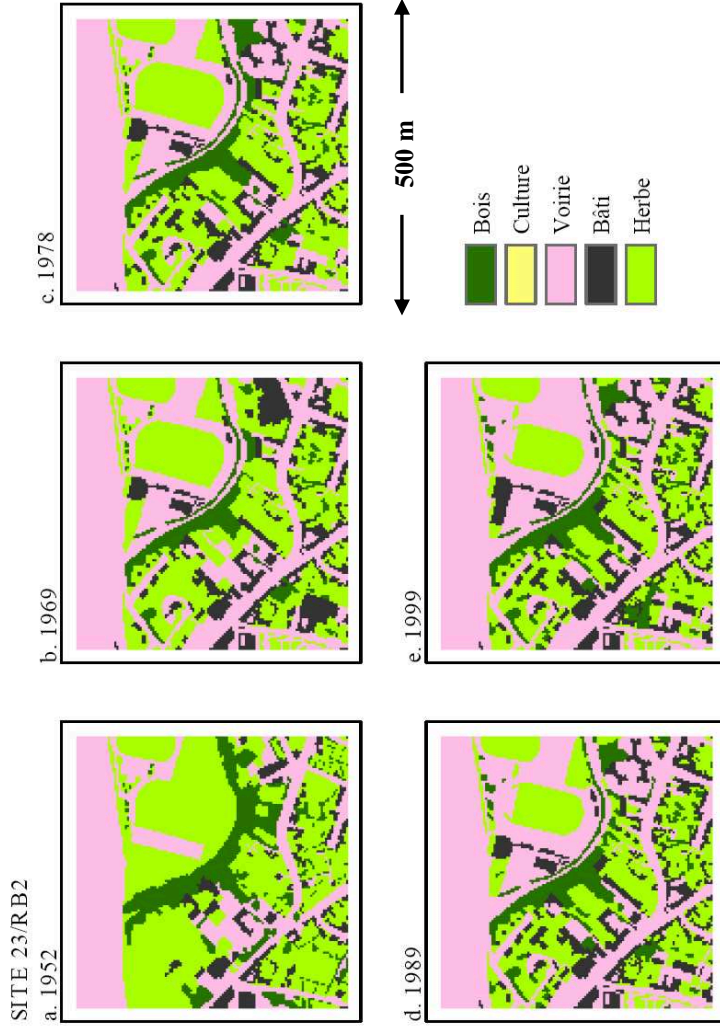 SITE 23/RB2
a. 1952
b. 1969
c. 1978
500 m
d. 1989
e. 1999
Bois
Culture
Voirie
Bâti
Herbe